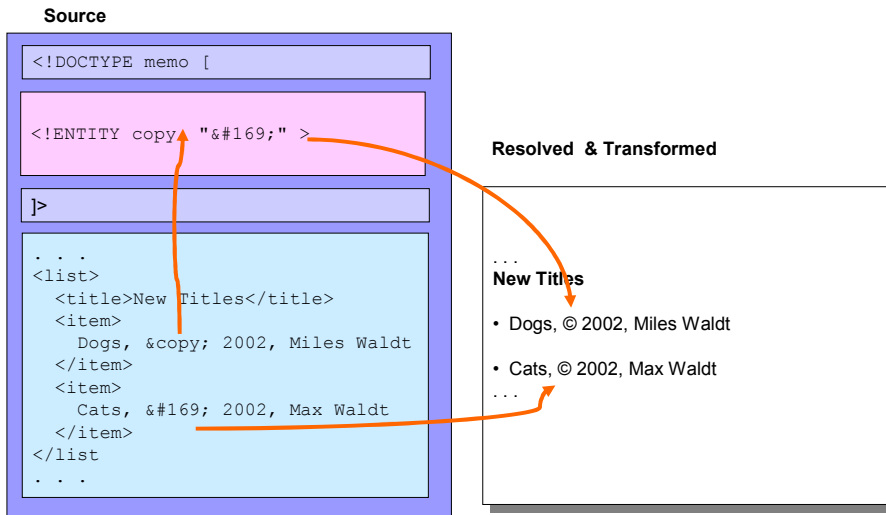 Source
<!DOCTYPE memo [
<!ENTITY copy "&#169;" >
]>
. . .
<list>
<title>New Titles</title>
<item>
Dogs, &copy; 2002, Miles Waldt
</item>
<item>
Cats, &#169; 2002, Max Waldt
</item>
</list
. . .
Resolved & Transformed
. . .
New Titles
• Dogs, © 2002, Miles Waldt
• Cats, © 2002, Max Waldt
. . .